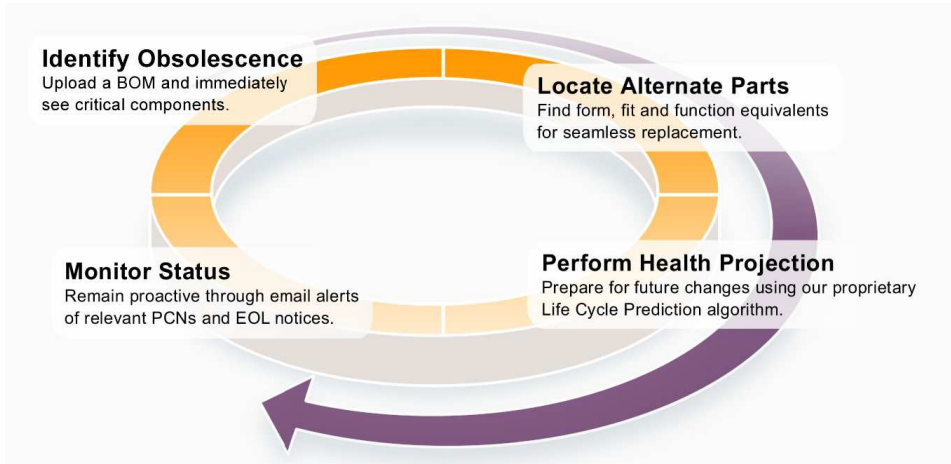 Identify Obsolescence
Upload a BOM and immediately
see critical components.
Locate Alternate Parts
Find form, fit and function equivalents
for seamless replacement.
Monitor Status
Remain proactive through email alerts
of relevant PCNs and EOL notices.
Perform Health Projection
Prepare for future changes using our proprietary
Life Cycle Prediction algorithm.